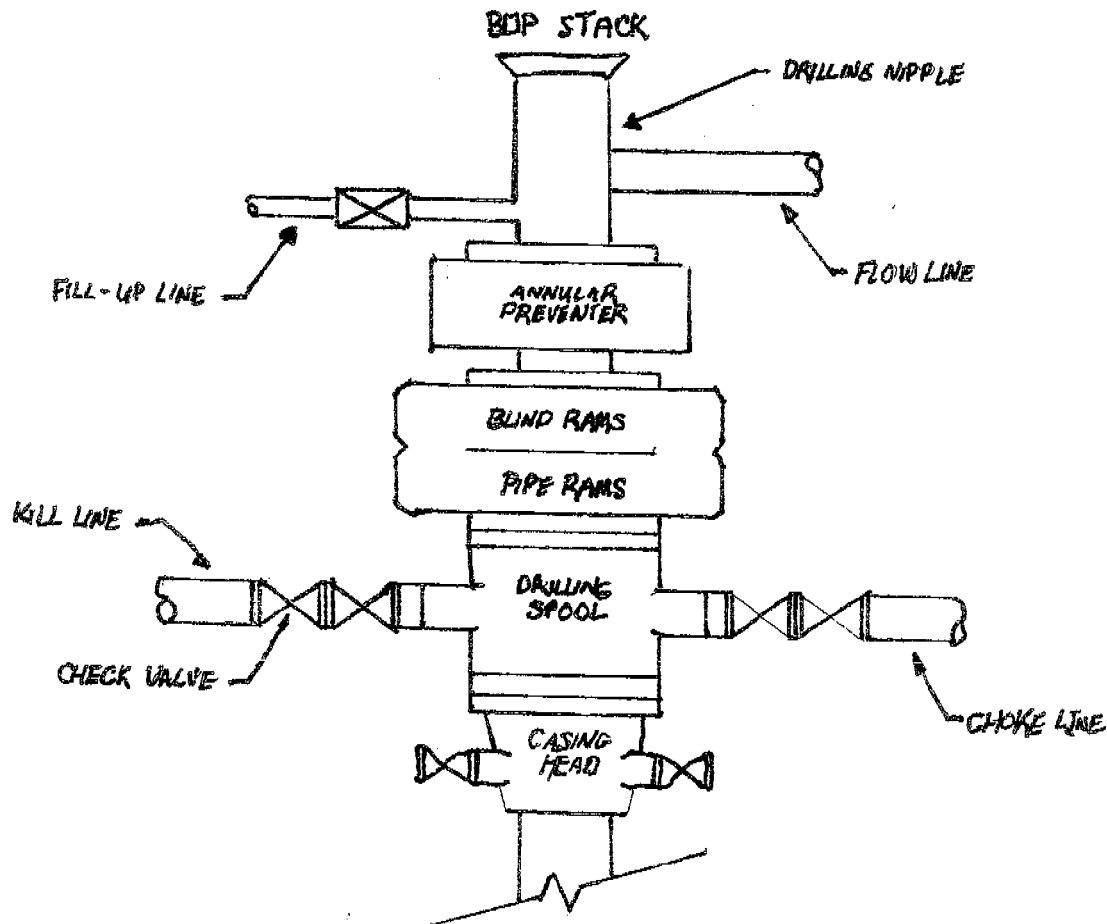 BOP STACK
DRILLING NIPPLE
FLOW LINE
FILL-UP LINE
ANNULAR
PREVENTER
BLIND RAMS
PIPE RAMS
KILL LINE
DRILLING
SPOOL
CHECK VALVE
CHOKE LINE
CASING
HEAD